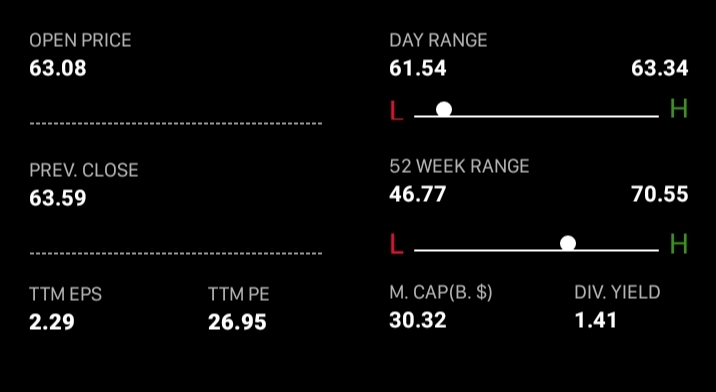 OPEN PRICE
63.08
DAY RANGE
61.54 63.34
L H
PREV. CLOSE
63.59
52 WEEK RANGE
46.77 70.55
L H
TTM EPS TTM PE
2.29 26.95
M. CAP(B. $) DIV. YIELD
30.32 1.41